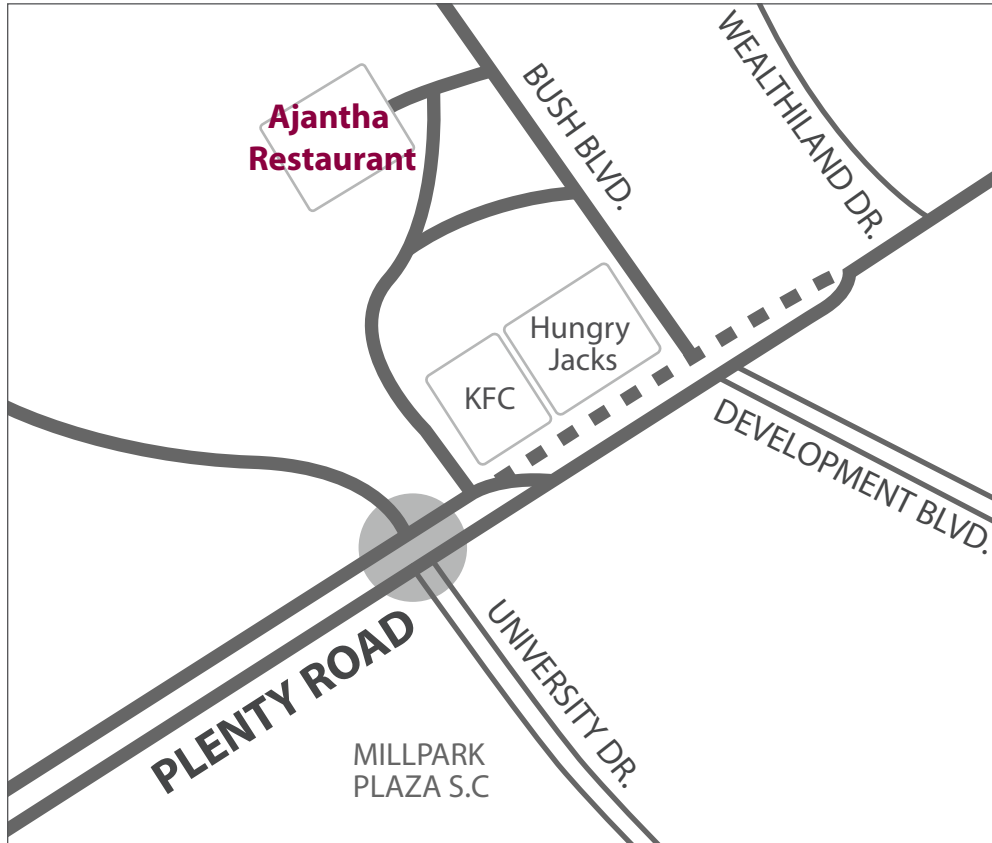 WEALTHILAND DR.
BUSH BLVD.
Ajantha
Restaurant
Hungry
Jacks
KFC
DEVELOPMENT BLVD.
PLENTY ROAD
UNIVERSITY DR.
MILLPARK
PLAZA S.C